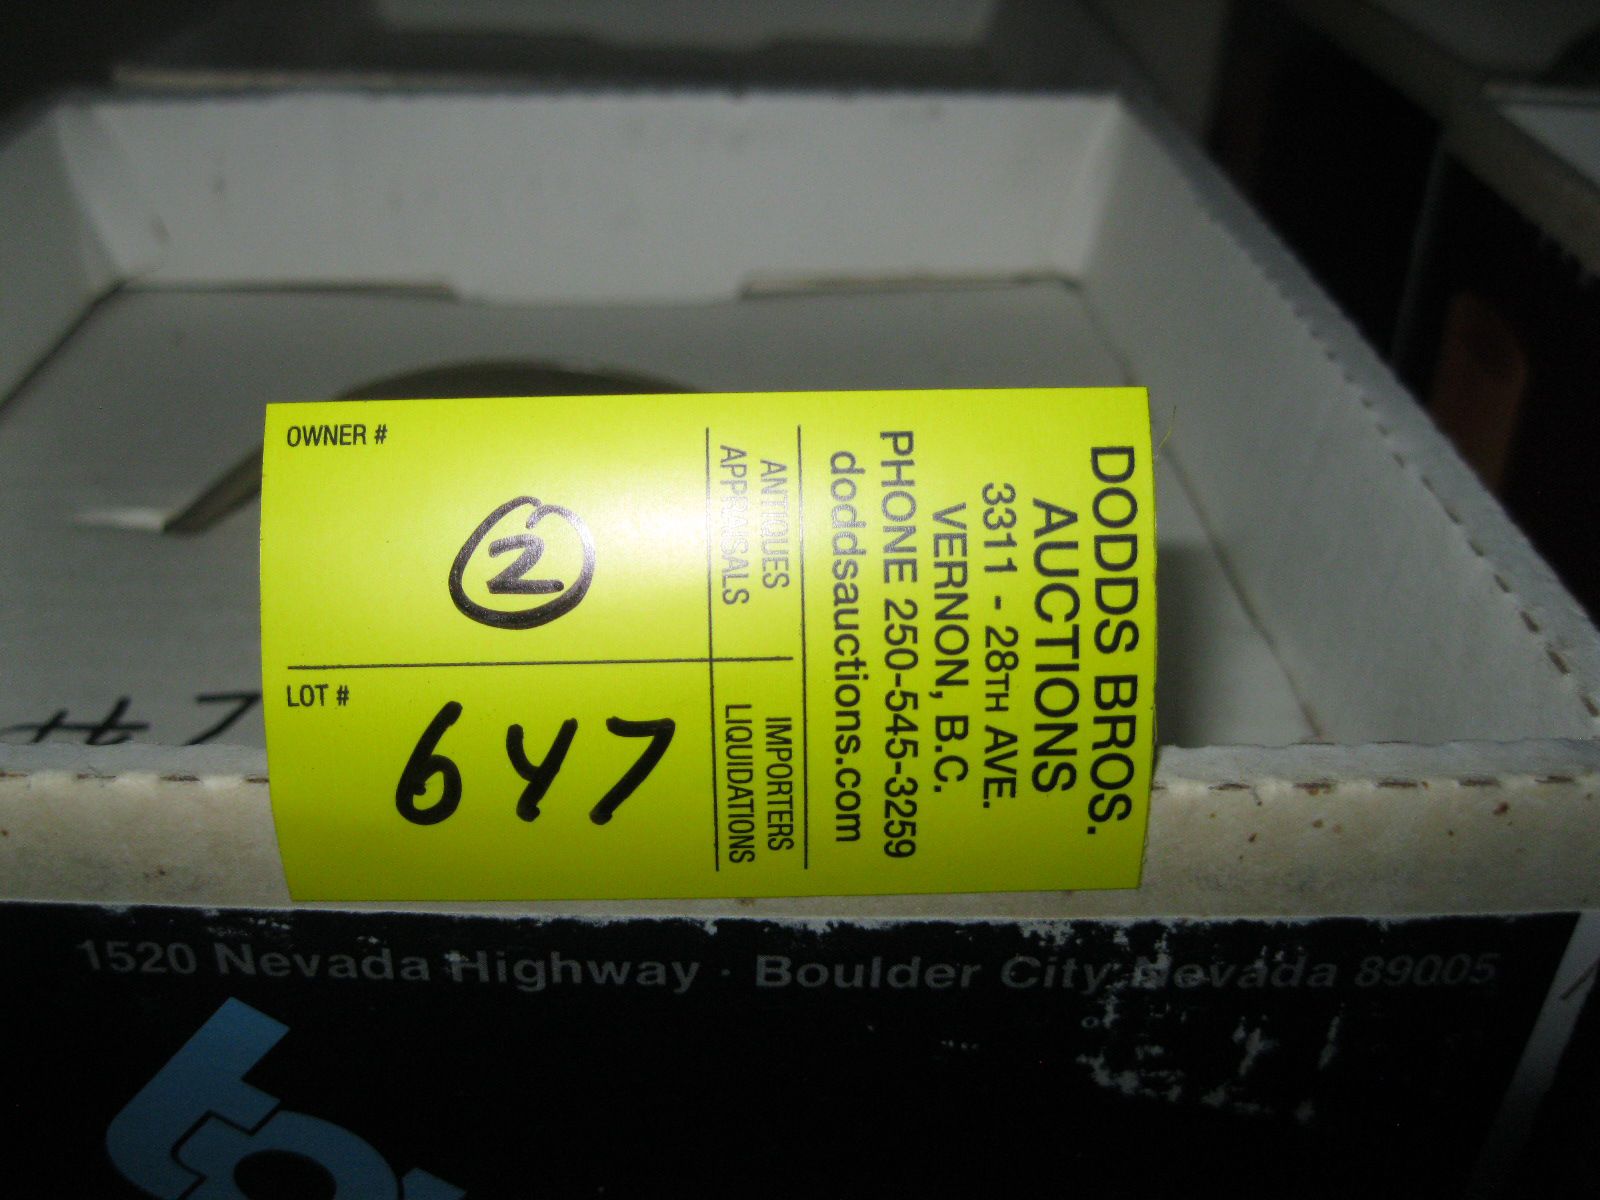 DODDS BROS.
AUCTIONS
3311 - 28TH AVE.
VERNON, B.C.
PHONE 250-545-3259
doddsauctions.com
ANTIQUES
APPRAISALS
IMPORTERS
LIQUIDATIONS
OWNER #
2
LOT #
647
# 7
1520 Nevada Highway · Boulder City, Nevada 89005